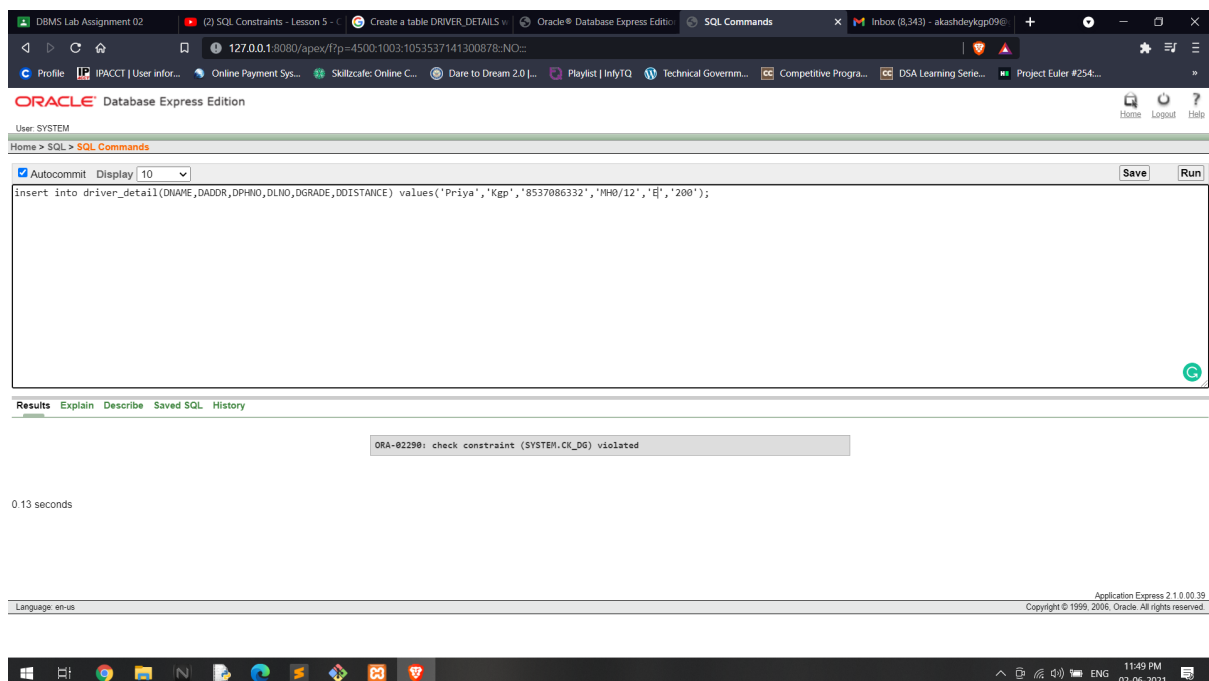 DBMS Lab Assignment 02
(2) SQL Constraints - Lesson 5 - C
Create a table DRIVER_DETAILS w
Oracle® Database Express Editio
SQL Commands
Inbox (8,343) - akashdeykgp09@
127.0.0.1:8080/apex/f?p=4500:1003:1053537141300878::NO:::
Profile
IPACCT | User infor...
Online Payment Sys...
Skillzcafe: Online C...
Dare to Dream 2.0 |...
Playlist | InfyTQ
Technical Governm...
Competitive Progra...
DSA Learning Serie...
Project Euler #254:...
»
ORACLE® Database Express Edition
Home Logout Help
User: SYSTEM
Home > SQL > SQL Commands
Autocommit Display 10
Save Run
insert into driver_detail(DNAME,DADDR,DPHNO,DLNO,DGRADE,DDISTANCE) values('Priya','Kgp','8537086332','MH0/12','E','200');
Results Explain Describe Saved SQL History
ORA-02290: check constraint (SYSTEM.CK_DG) violated
0.13 seconds
Application Express 2.1.0.00.39
Language: en-us
Copyright © 1999, 2006, Oracle. All rights reserved.
ENG
11:49 PM
02-06-2021